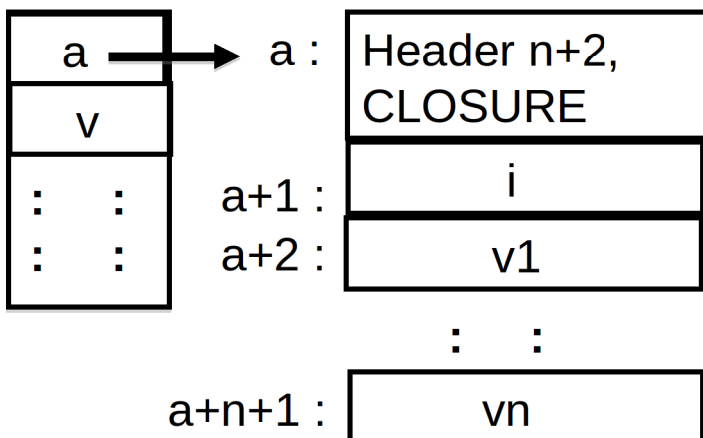 a
v
: :
: :
a :
Header n+2,
CLOSURE
a+1 :
i
a+2 :
v1
: :
a+n+1 :
vn